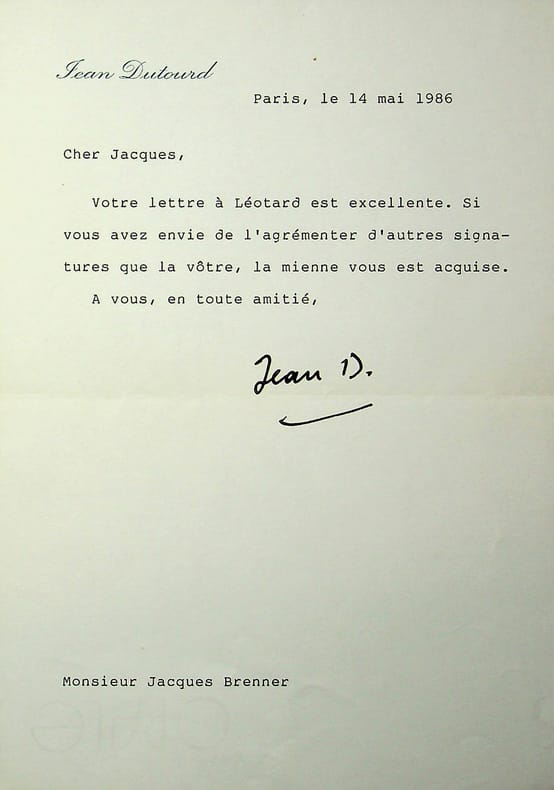 Jean Dutourd
Paris, le 14 mai 1986
Cher Jacques,
Votre lettre à Léotard est excellente. Si
vous avez envie de l'agrémenter d'autres signa-
tures que la vôtre, la mienne vous est acquise.
A vous, en toute amitié,
Jean D.
Monsieur Jacques Brenner